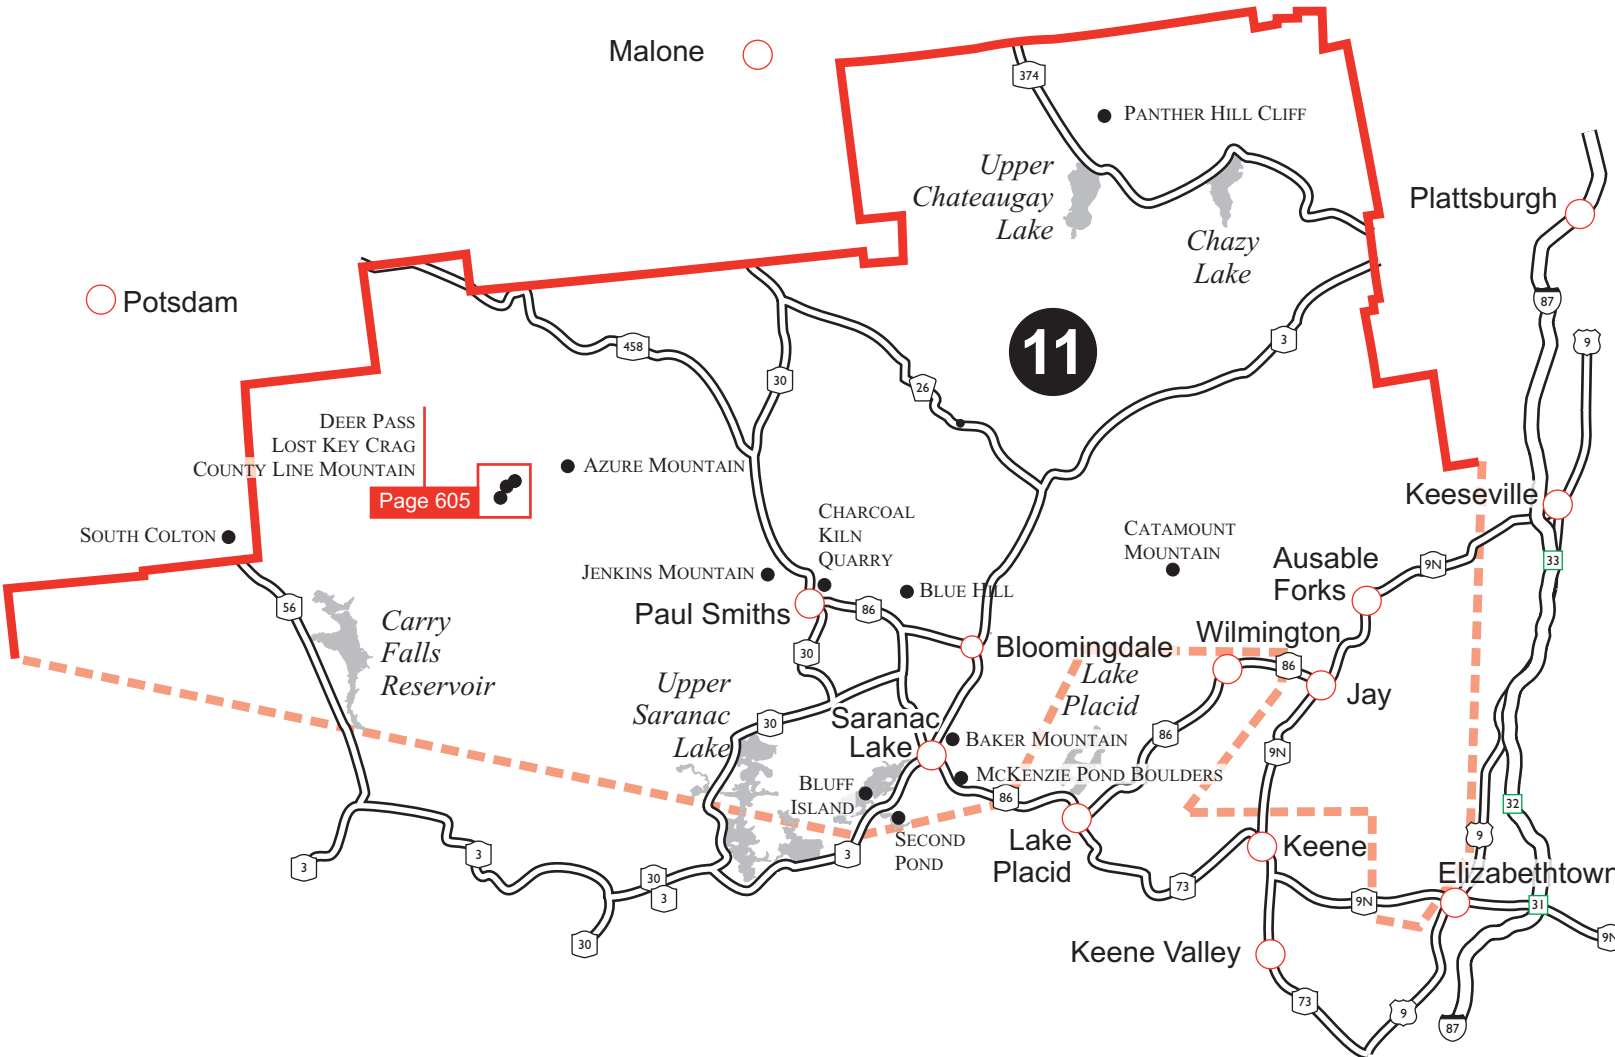 Malone
374
PANTHER HILL CLIFF
Upper
Chateaugay
Lake
Chazy
Lake
Plattsburgh
87
9
Potsdam
458
30
26
11
3
DEER PASS
LOST KEY CRAG
COUNTY LINE MOUNTAIN
Page 605
AZURE MOUNTAIN
SOUTH COLTON
CHARCOAL
KILN
QUARRY
JENKINS MOUNTAIN
BLUE HILL
CATAMOUNT
MOUNTAIN
Keeseville
Ausable
Forks
9N
33
56
Carry
Falls
Reservoir
Paul Smiths
86
30
Bloomingdale
Wilmington
86
Jay
Lake
Placid
Upper
Saranac
Lake
30
Saranac
Lake
BAKER MOUNTAIN
MCKENZIE POND BOULDERS
86
9N
BLUFF
ISLAND
SECOND
POND
86
Lake
Placid
Keene
32
9
3
3
30
3
3
73
9N
Elizabethtown
31
9N
30
Keene Valley
73
9
87